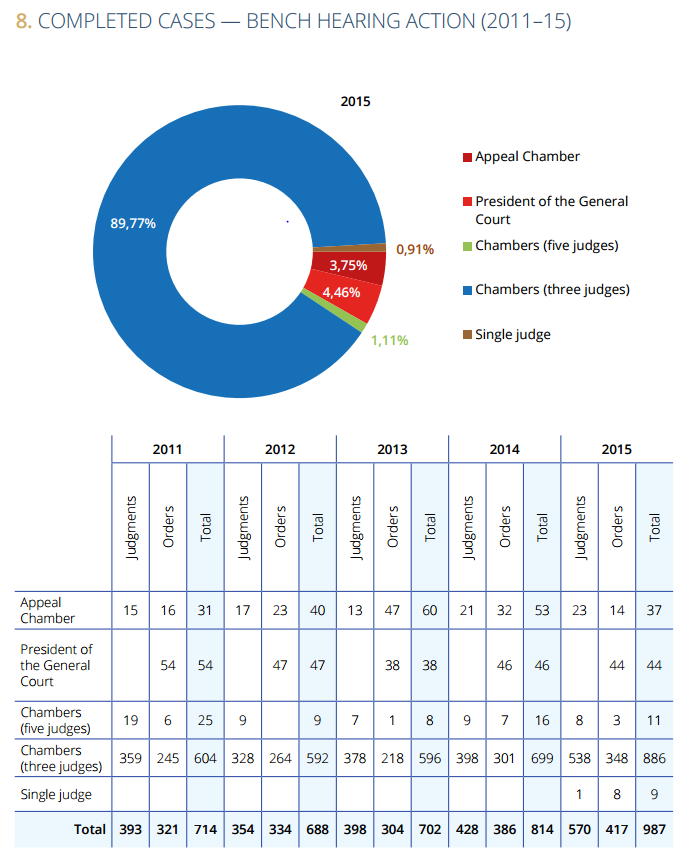 8. COMPLETED CASES — BENCH HEARING ACTION (2011–15)
2015
89,77%
0,91%
3,75%
4,46%
1,11%
Appeal Chamber
President of the General
Court
Chambers (five judges)
Chambers (three judges)
Single judge
2011 2012 2013 2014 2015
Judgments Orders Total Judgments Orders Total Judgments Orders Total Judgments Orders Total Judgments Orders Total
Appeal
Chamber 15 16 31 17 23 40 13 47 60 21 32 53 23 14 37
President of
the General
Court 54 54 47 47 38 38 46 46 44 44
Chambers
(five judges) 19 6 25 9 9 7 1 8 9 7 16 8 3 11
Chambers
(three judges) 359 245 604 328 264 592 378 218 596 398 301 699 538 348 886
Single judge 1 8 9
Total 393 321 714 354 334 688 398 304 702 428 386 814 570 417 987